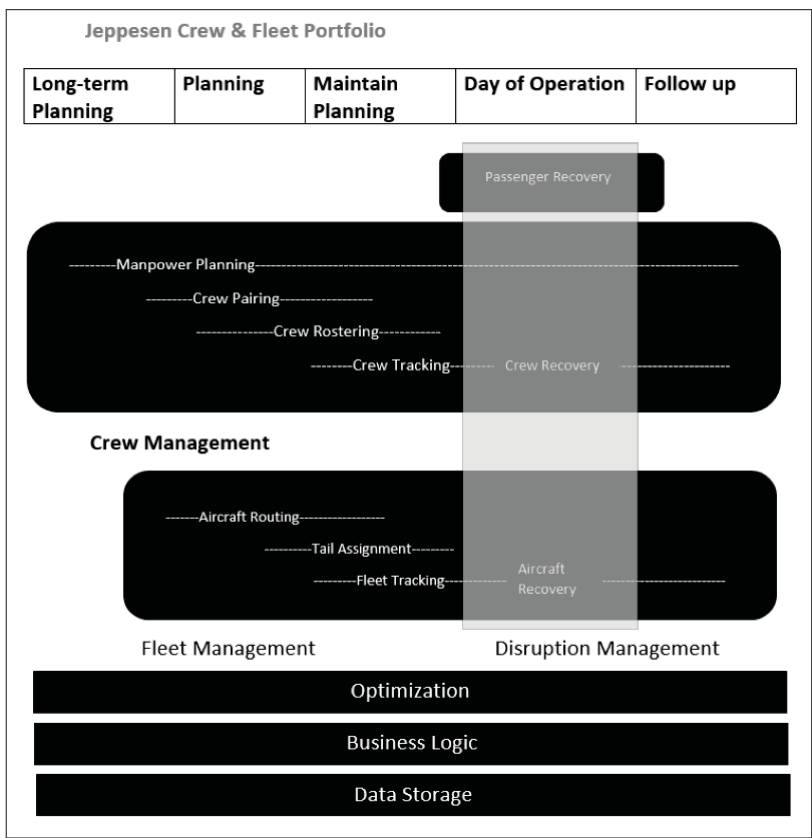 Jeppesen Crew & Fleet Portfolio
Long-term Planning
Planning
Maintain Planning
Day of Operation
Follow up
Passenger Recovery
Manpower Planning
Crew Pairing
Crew Rostering
Crew Tracking
Crew Recovery
Crew Management
Aircraft Routing
Tail Assignment
Fleet Tracking
Aircraft
Recovery
Fleet Management
Disruption Management
Optimization
Business Logic
Data Storage